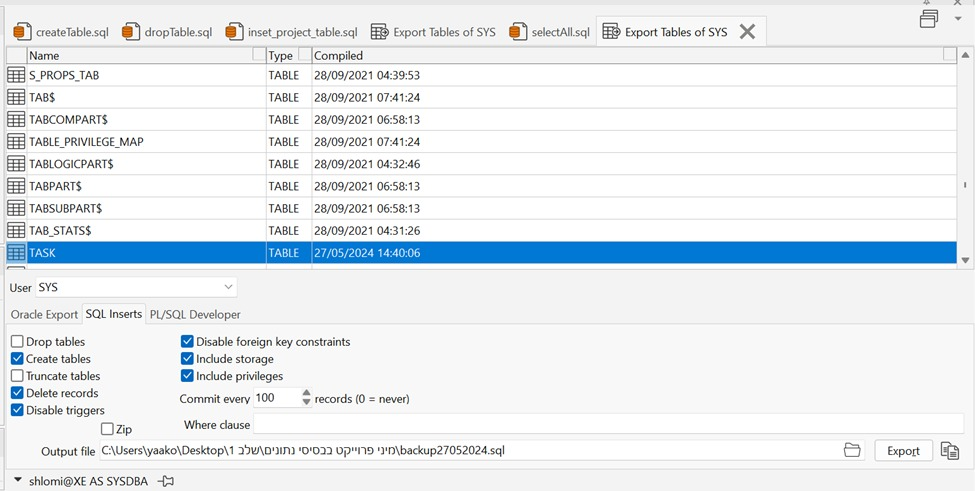 createTable.sql dropTable.sql inset_project_table.sql Export Tables of SYS selectAll.sql Export Tables of SYS
Name Type Compiled
S_PROPS_TAB TABLE 28/09/2021 04:39:53
TAB$ TABLE 28/09/2021 07:41:24
TABCOMPART$ TABLE 28/09/2021 06:58:13
TABLE_PRIVILEGE_MAP TABLE 28/09/2021 07:41:24
TABLOGICPART$ TABLE 28/09/2021 04:32:46
TABPART$ TABLE 28/09/2021 06:58:13
TABSUBPART$ TABLE 28/09/2021 06:58:13
TAB_STATS$ TABLE 28/09/2021 04:31:26
TASK TABLE 27/05/2024 14:40:06
User SYS
Oracle Export SQL Inserts PL/SQL Developer
Drop tables Disable foreign key constraints
Create tables Include storage
Truncate tables Include privileges
Delete records Commit every 100 records (0 = never)
Disable triggers
Zip Where clause
Output file C:\Users\yaako\Desktop\מיני פרוייקט בבסיסי נתונים\שלב 1\backup27052024.sql Export
shlomi@XE AS SYSDBA